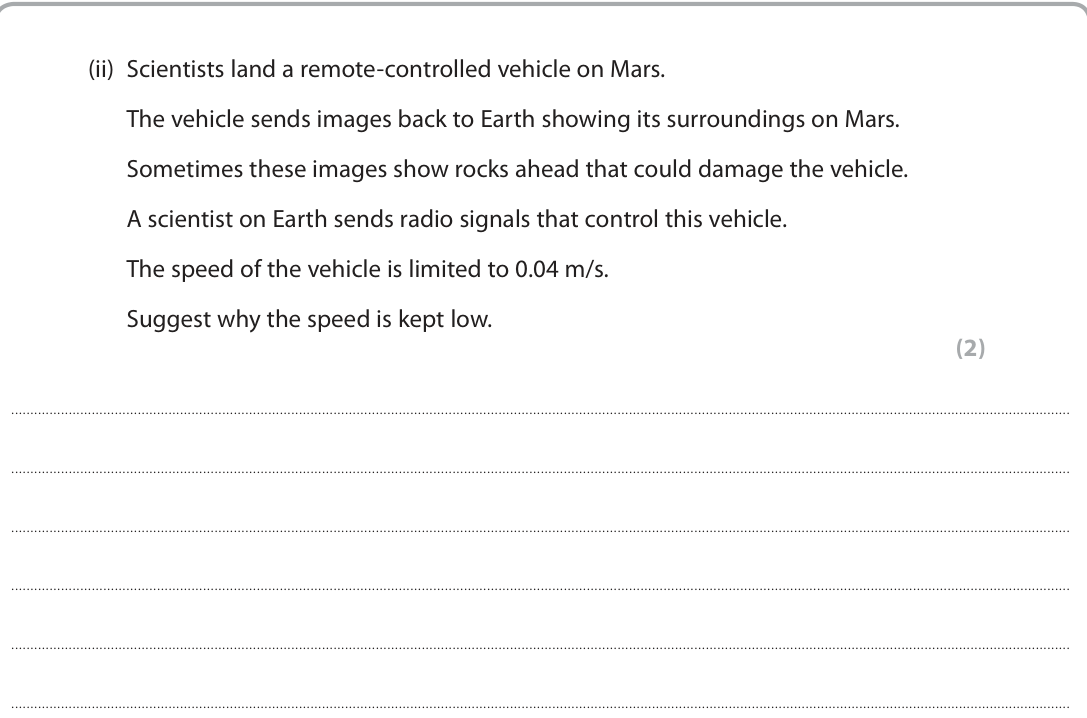 (ii) Scientists land a remote-controlled vehicle on Mars.
The vehicle sends images back to Earth showing its surroundings on Mars.
Sometimes these images show rocks ahead that could damage the vehicle.
A scientist on Earth sends radio signals that control this vehicle.
The speed of the vehicle is limited to 0.04 m/s.
Suggest why the speed is kept low.
(2)